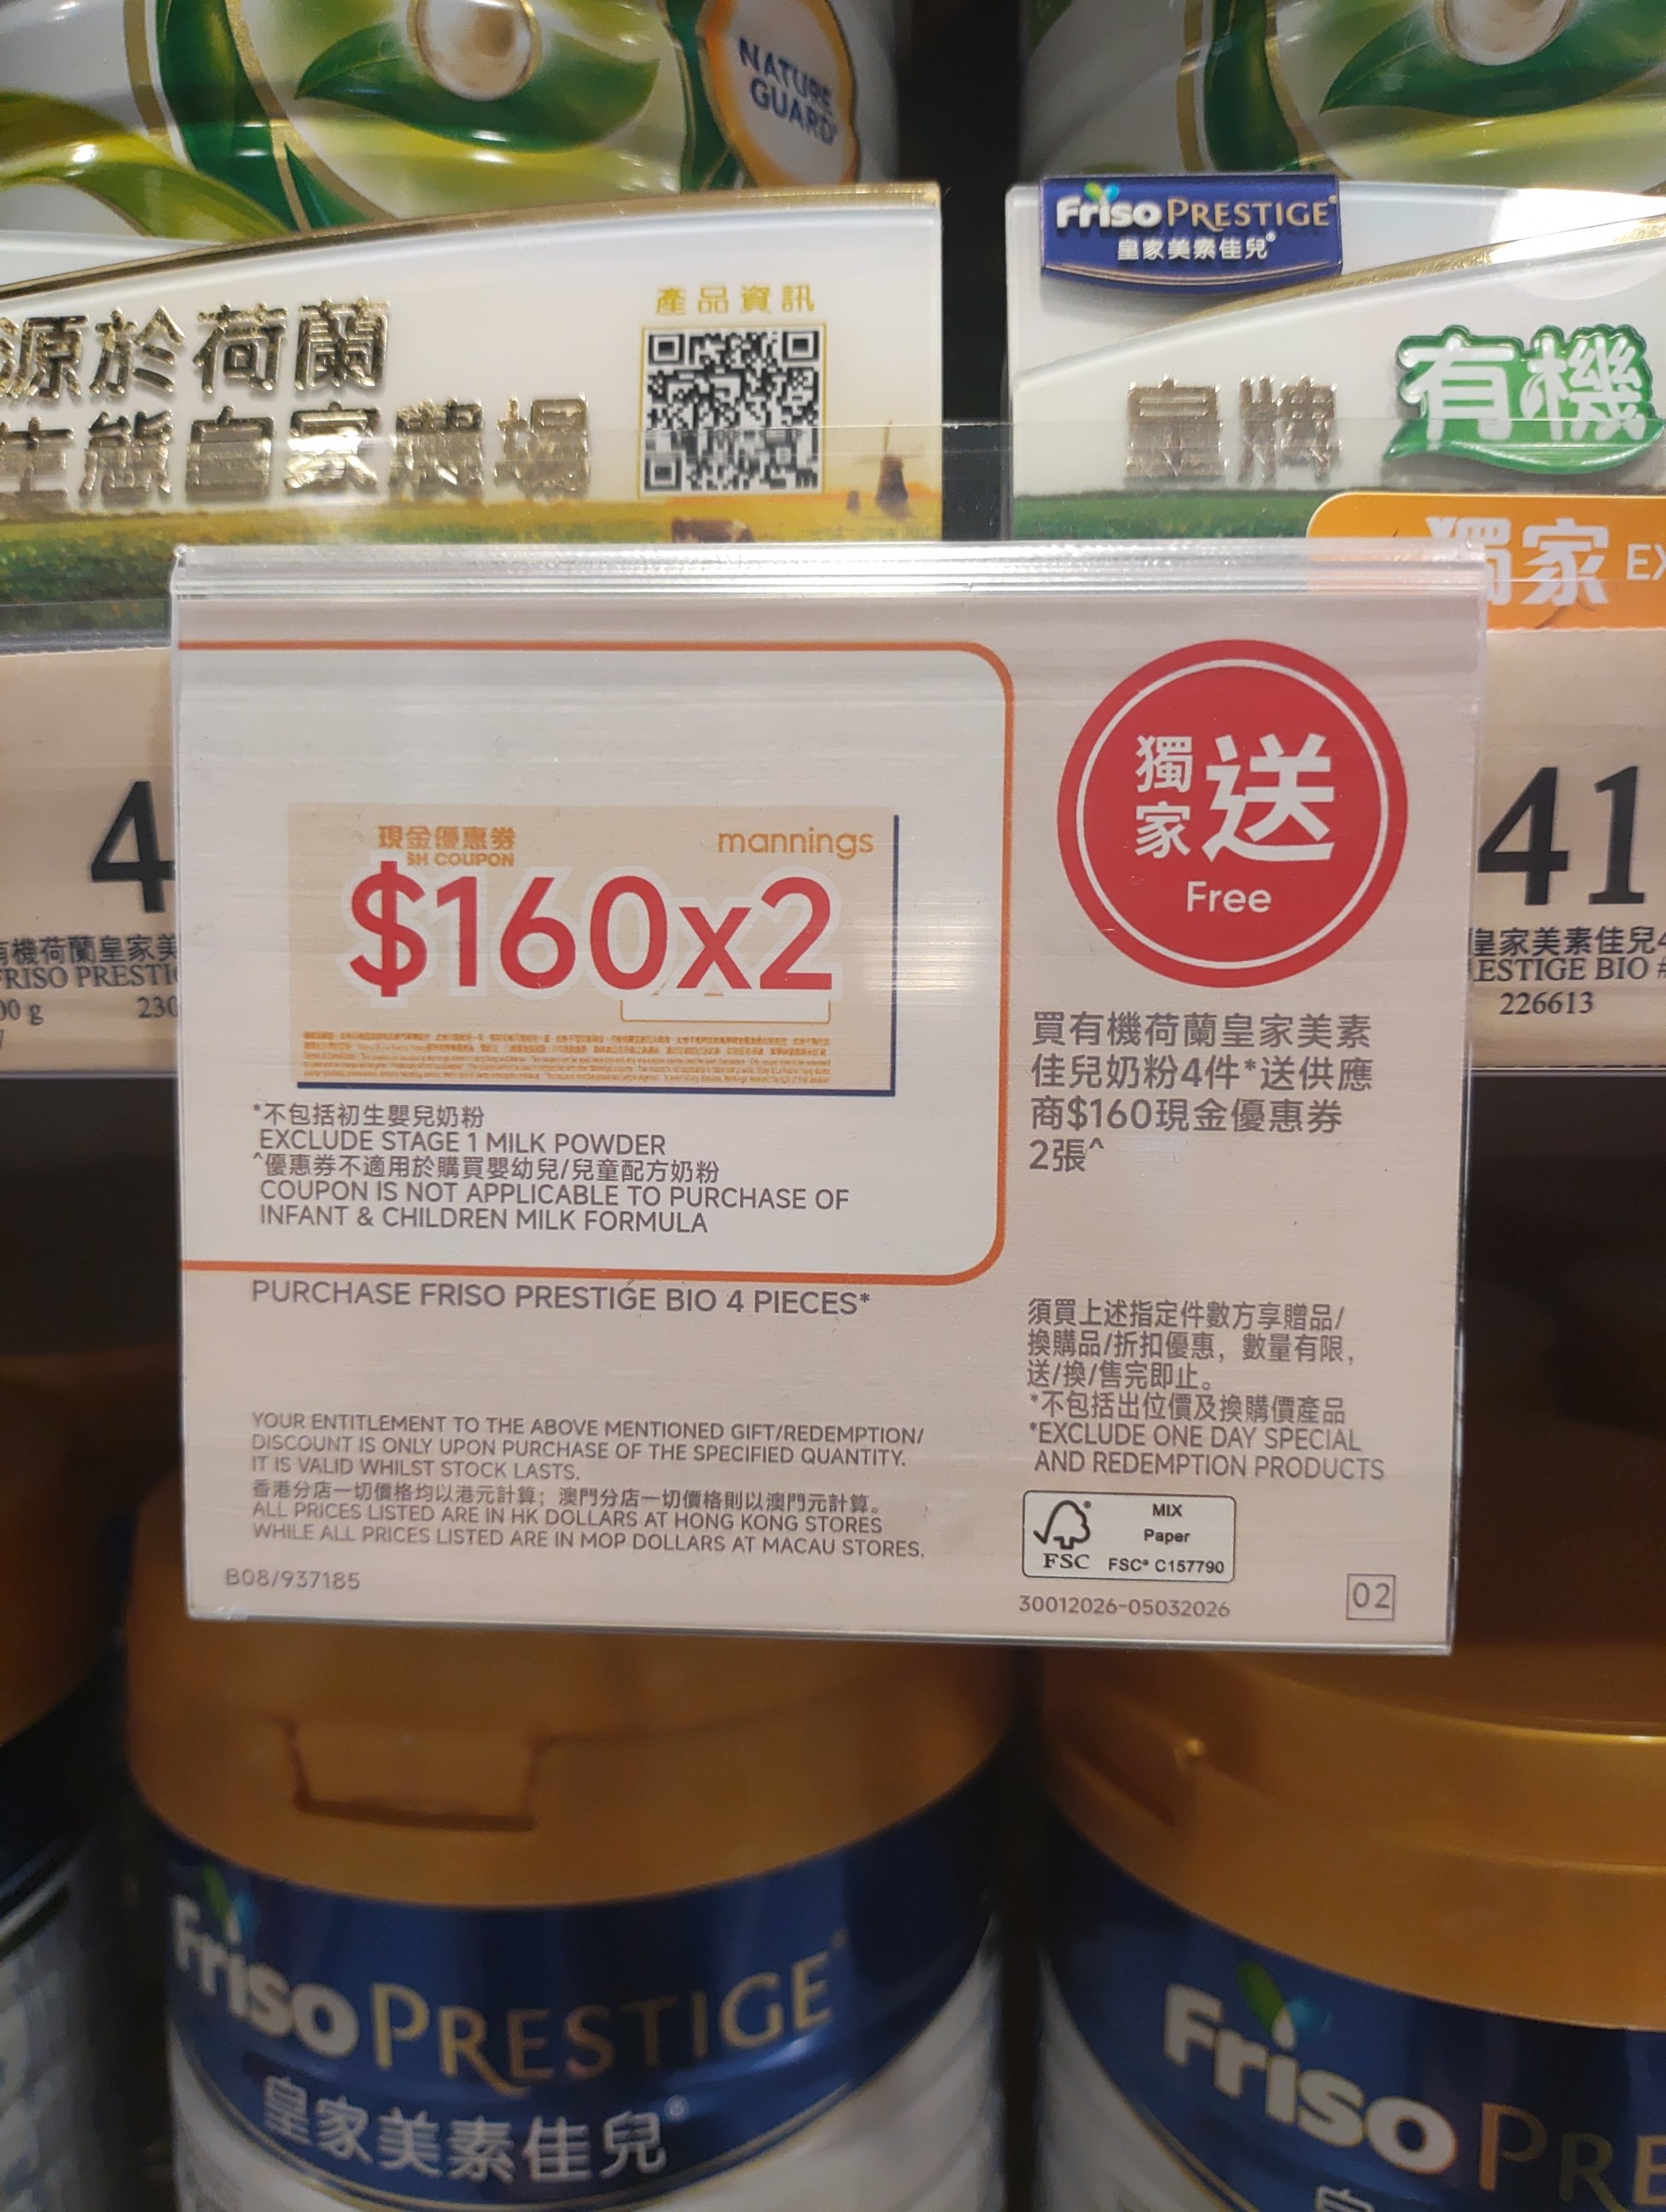 NATURE
GUARD
源於荷蘭
生態自家農場
產品資訊
Friso PRESTIGE®
皇家美素佳兒®
皇牌 有機
獨家
4
有機荷蘭皇家美
FRISO PRESTI
00 g
230
41
皇家美素佳兒4
ESTIGE BIO #
226613
現金優惠券
SH COUPON
mannings
$160x2
*不包括初生嬰兒奶粉
EXCLUDE STAGE 1 MILK POWDER
^優惠券不適用於購買嬰幼兒/兒童配方奶粉
COUPON IS NOT APPLICABLE TO PURCHASE OF
INFANT & CHILDREN MILK FORMULA
PURCHASE FRISO PRESTIGE BIO 4 PIECES*
YOUR ENTITLEMENT TO THE ABOVE MENTIONED GIFT/REDEMPTION/
DISCOUNT IS ONLY UPON PURCHASE OF THE SPECIFIED QUANTITY.
IT IS VALID WHILST STOCK LASTS.
香港分店一切價格均以港元計算；澳門分店一切價格則以澳門元計算。
ALL PRICES LISTED ARE IN HK DOLLARS AT HONG KONG STORES
WHILE ALL PRICES LISTED ARE IN MOP DOLLARS AT MACAU STORES.
B08/937185
獨家送
Free
買有機荷蘭皇家美素
佳兒奶粉4件*送供應
商$160現金優惠券
2張^
須買上述指定件數方享贈品/
換購品/折扣優惠，數量有限，
送/換/售完即止。
*不包括出位價及換購價產品
*EXCLUDE ONE DAY SPECIAL
AND REDEMPTION PRODUCTS
FSC
MIX
Paper
FSC® C157790
30012026-05032026
02
Friso PRESTIGE®
皇家美素佳兒®
Friso PRE